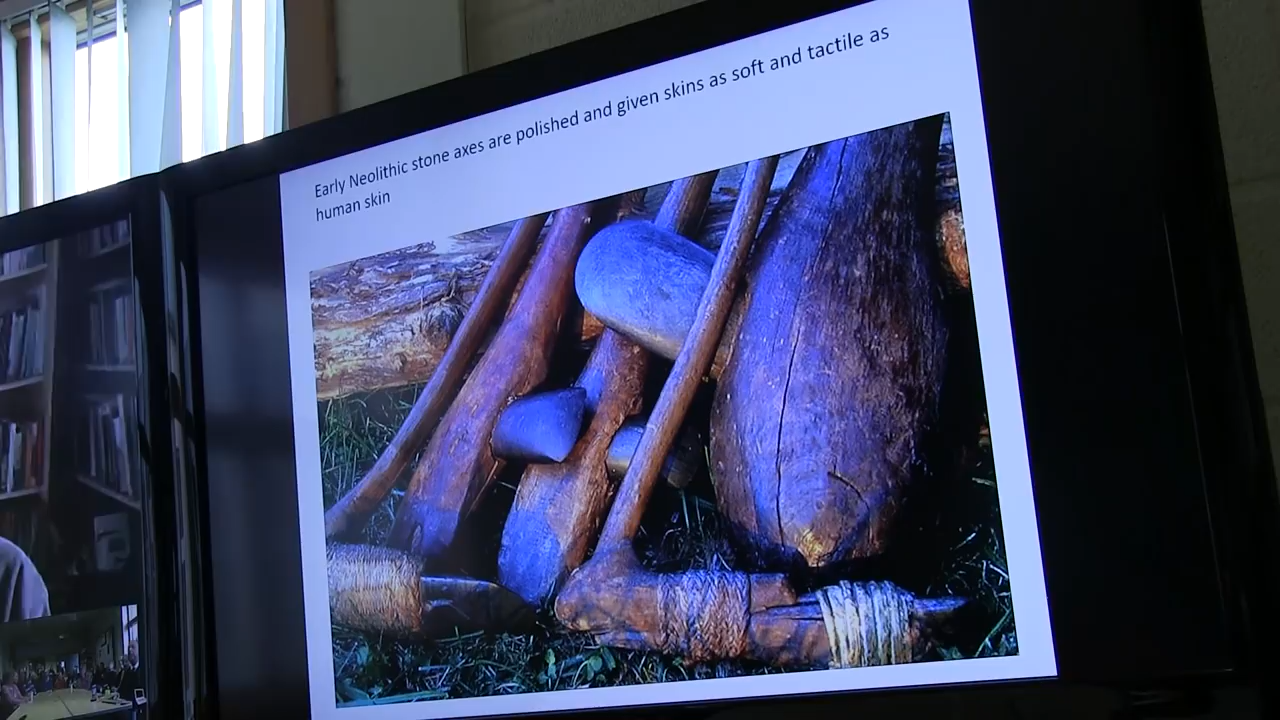 Early Neolithic stone axes are polished and given skins as soft and tactile as
human skin